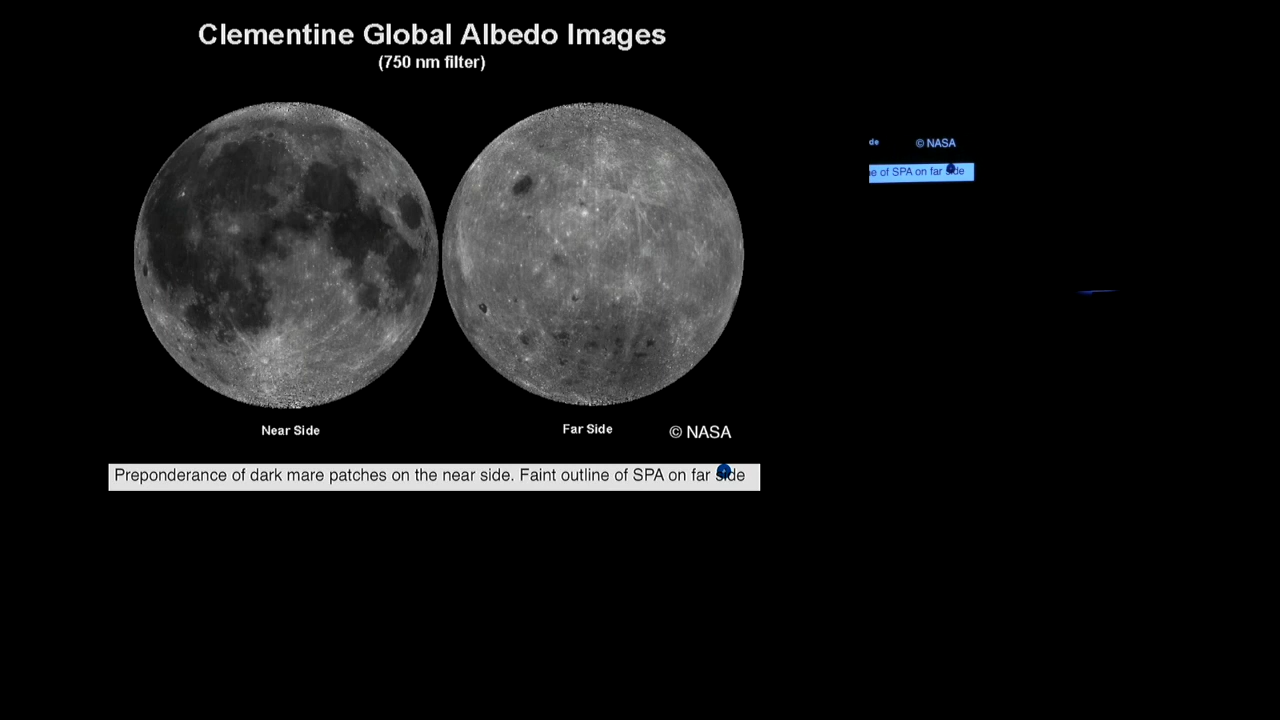 Clementine Global Albedo Images
(750 nm filter)
Near Side
Far Side
© NASA
Preponderance of dark mare patches on the near side. Faint outline of SPA on far side
de
© NASA
e of SPA on far side